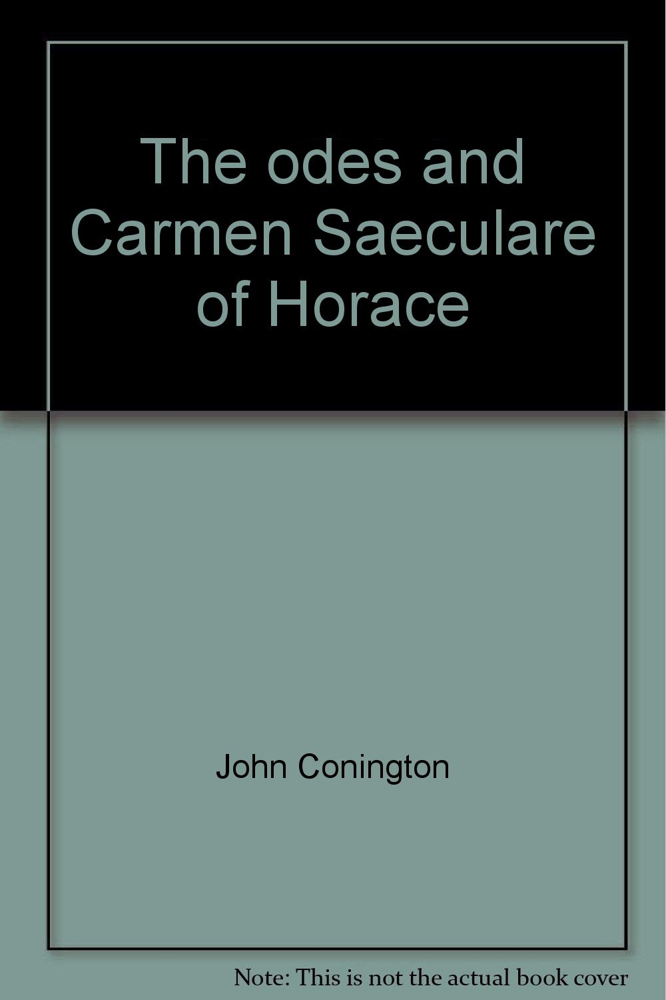 The odes and
Carmen Saeculare
of Horace
John Conington
Note: This is not the actual book cover